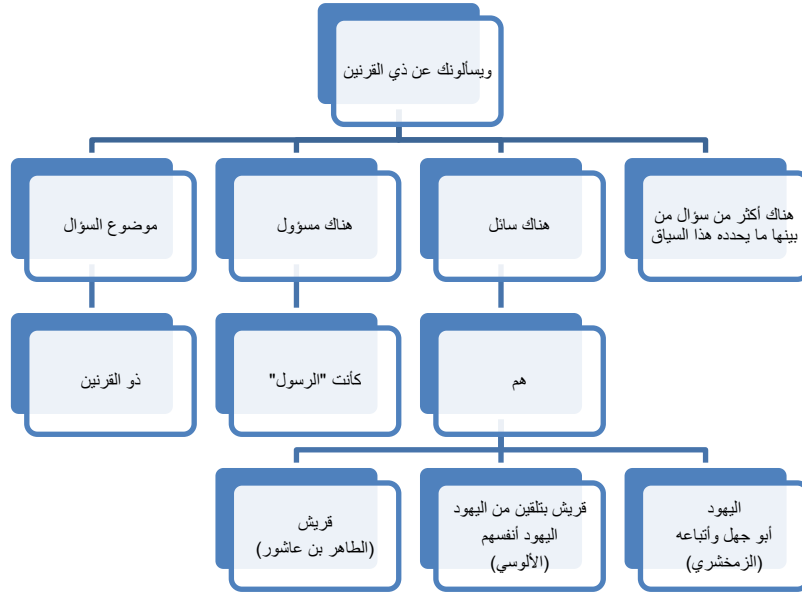 ويسألونك عن ذي القرنين
هناك أكثر من سؤال من
بينها ما يحدده هذا السياق
هناك سائل
هناك مسؤول
موضوع السؤال
هم
كأنت "الرسول"
ذو القرنين
اليهود
أبو جهل وأتباعه
(الزمخشري)
قريش بتلقين من اليهود
اليهود أنفسهم
(الألوسي)
قريش
(الطاهر بن عاشور)